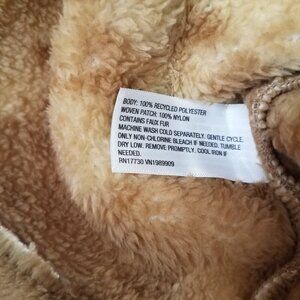 BODY: 100% RECYCLED POLYESTER
WOVEN PATCH: 100% NYLON
CONTAINS FAUX FUR
MACHINE WASH COLD SEPARATELY. GENTLE CYCLE.
ONLY NON-CHLORINE BLEACH IF NEEDED. TUMBLE
DRY LOW. REMOVE PROMPTLY. COOL IRON IF
NEEDED.
RN17730 VN1989909